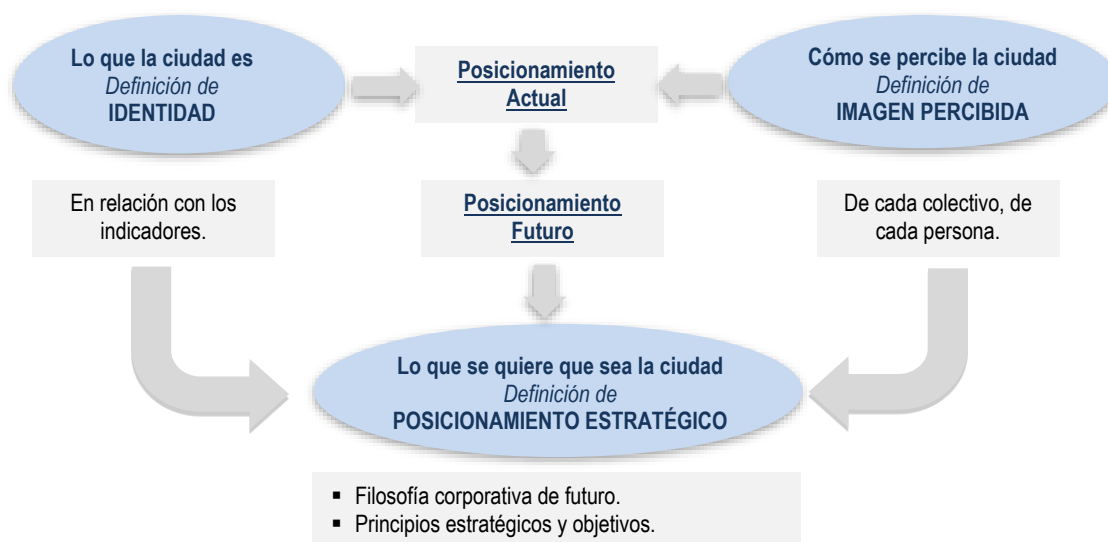 Lo que la ciudad es
Definición de
IDENTIDAD
Posicionamiento
Actual
Cómo se percibe la ciudad
Definición de
IMAGEN PERCIBIDA
En relación con los
indicadores.
Posicionamiento
Futuro
De cada colectivo, de
cada persona.
Lo que se quiere que sea la ciudad
Definición de
POSICIONAMIENTO ESTRATÉGICO
▪ Filosofía corporativa de futuro.
▪ Principios estratégicos y objetivos.